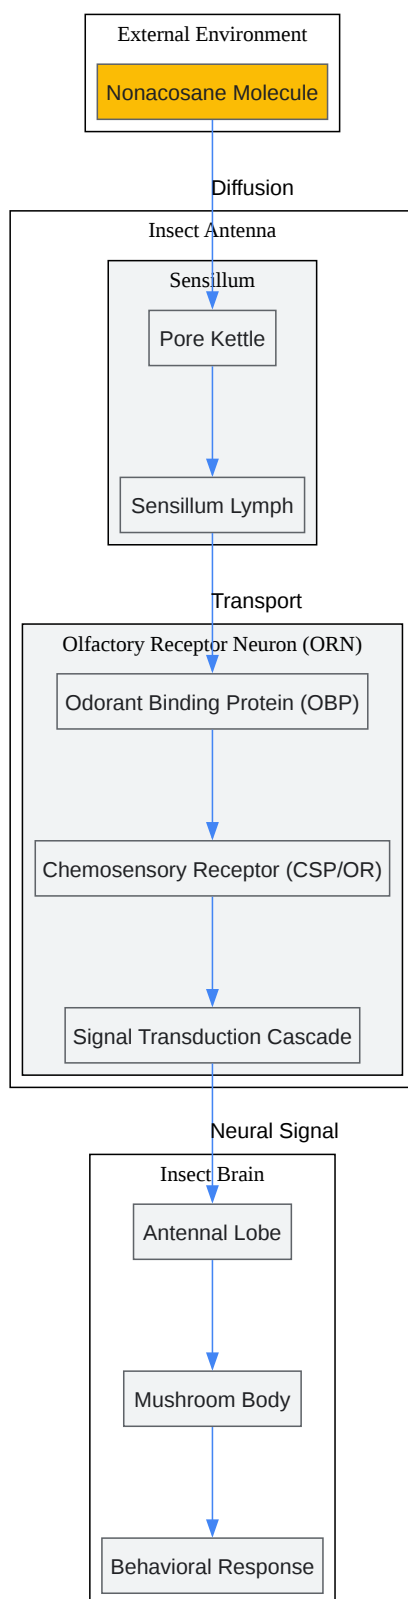 External Environment
Nonacosane Molecule
Diffusion
Insect Antenna
Sensillum
Pore Kettle
Sensillum Lymph
Transport
Olfactory Receptor Neuron (ORN)
Odorant Binding Protein (OBP)
Chemosensory Receptor (CSP/OR)
Signal Transduction Cascade
Neural Signal
Insect Brain
Antennal Lobe
Mushroom Body
Behavioral Response